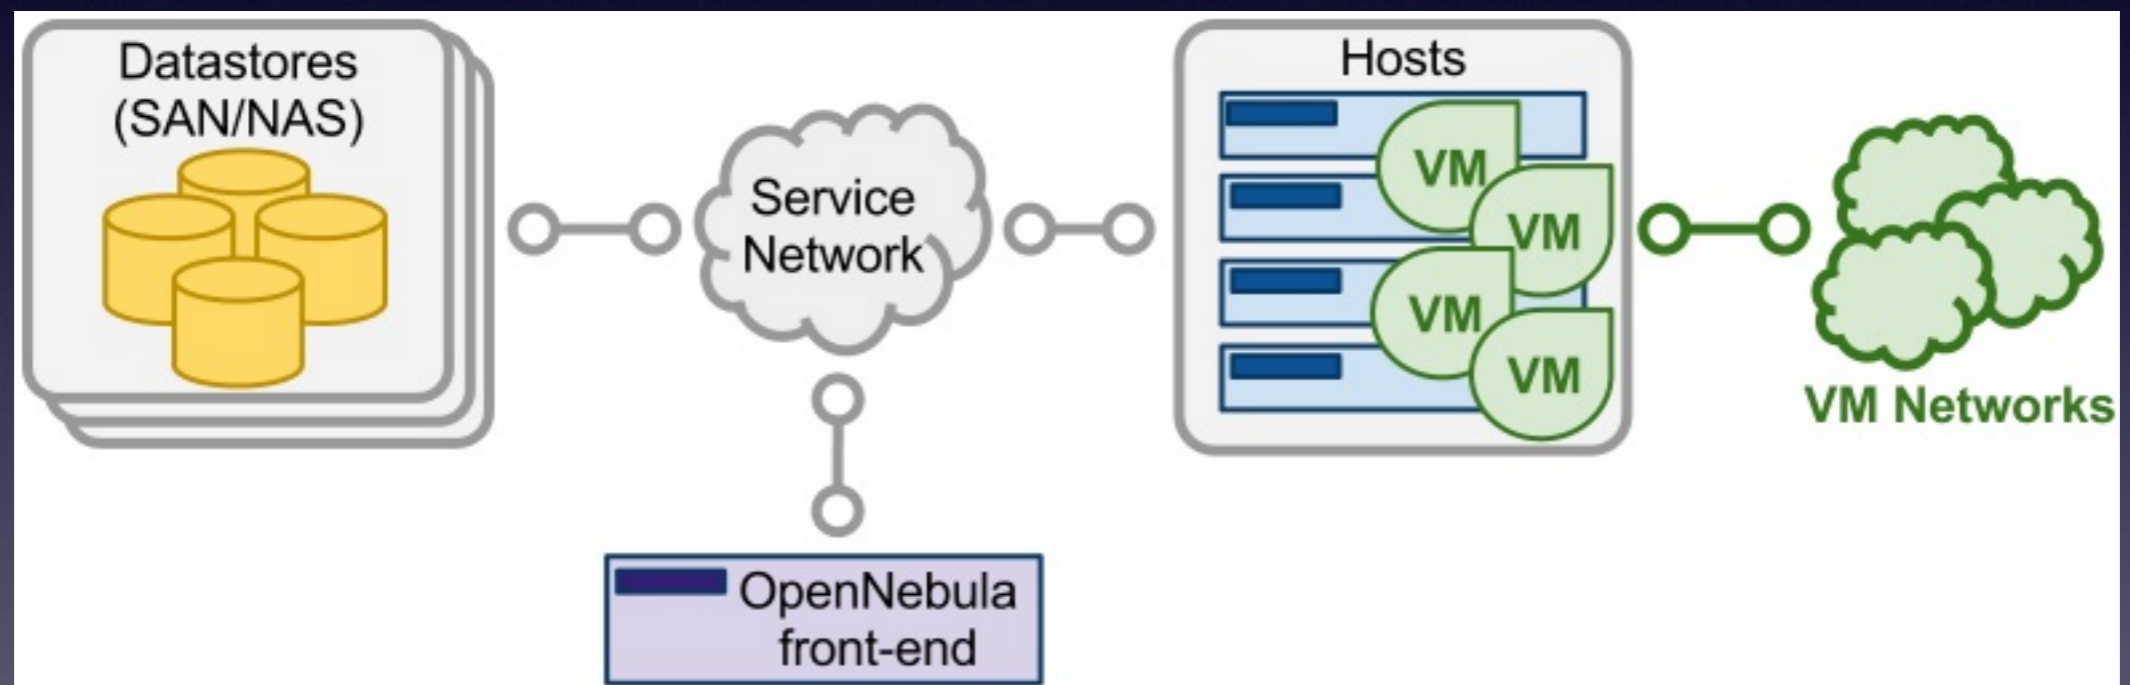 Datastores
(SAN/NAS)
Service
Network
OpenNebula
front-end
Hosts
VM
VM
VM
VM
VM Networks